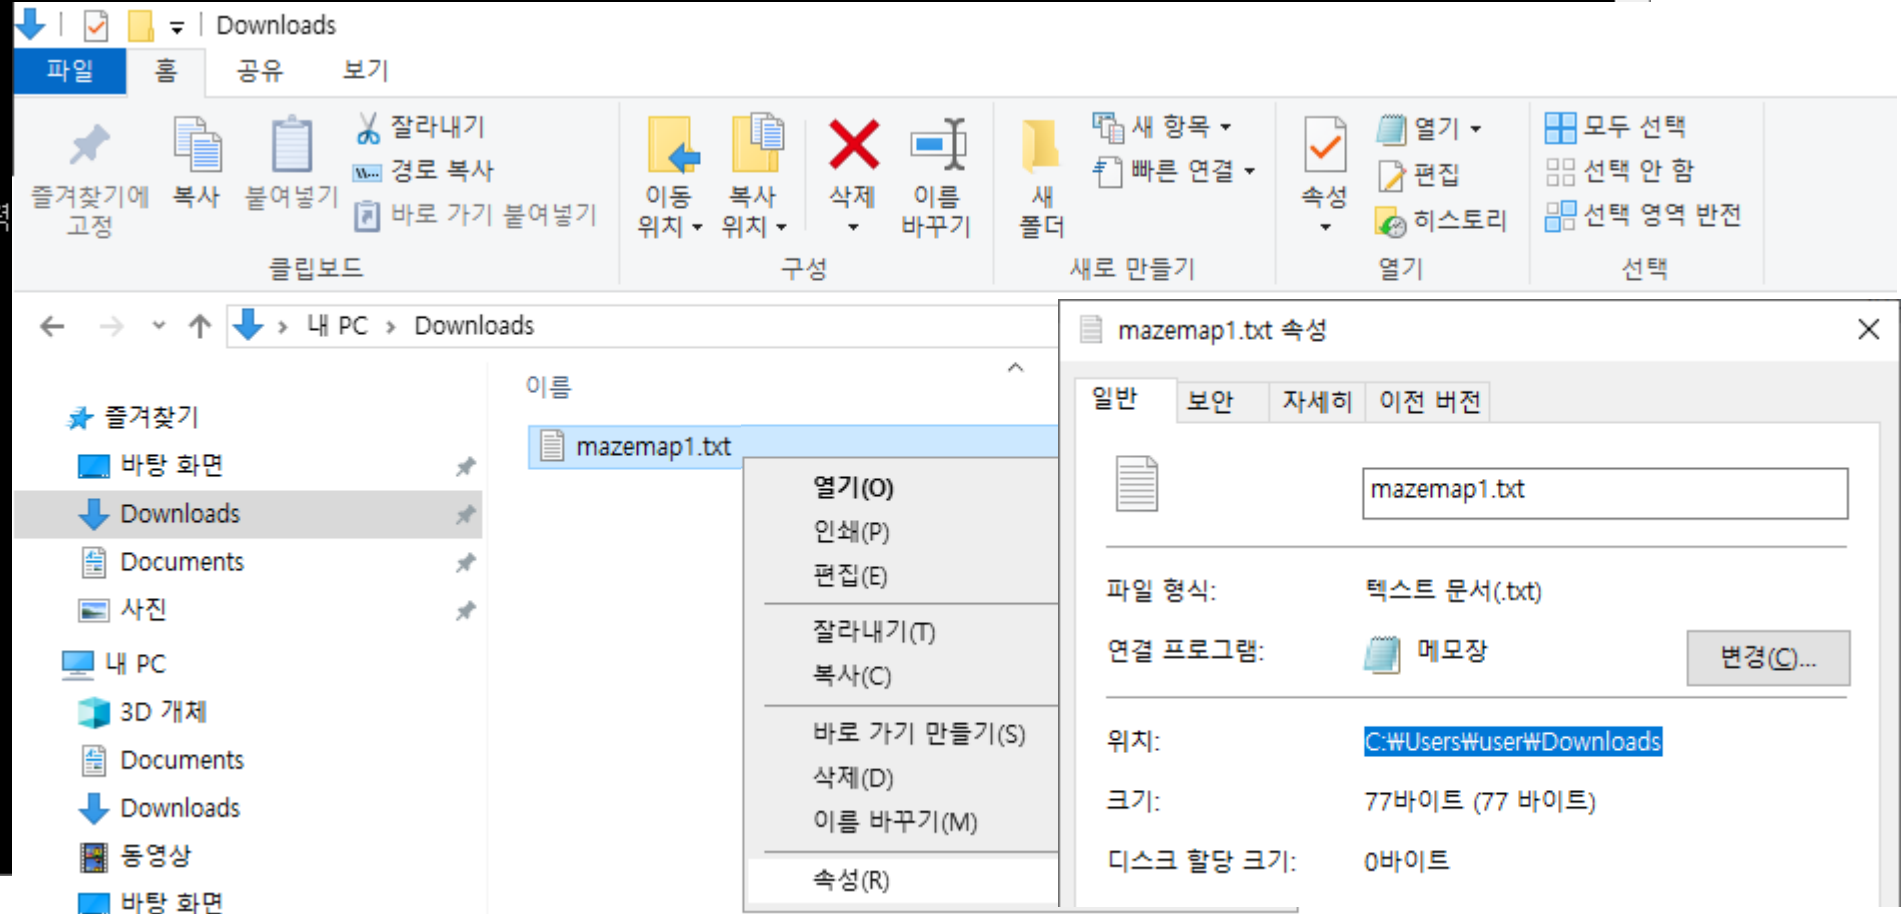 Downloads
파일 홈 공유 보기
즐겨찾기에 고정
복사
붙여넣기
잘라내기
경로 복사
바로 가기 붙여넣기
클립보드
이동 위치
복사 위치
삭제
이름 바꾸기
구성
새 폴더
새 항목
빠른 연결
새로 만들기
속성
열기
편집
히스토리
열기
모두 선택
선택 안 함
선택 영역 반전
선택
내 PC > Downloads
즐겨찾기
바탕 화면
Downloads
Documents
사진
내 PC
3D 개체
Documents
Downloads
동영상
바탕 화면
이름
mazemap1.txt
열기(O)
인쇄(P)
편집(E)
잘라내기(T)
복사(C)
바로 가기 만들기(S)
삭제(D)
이름 바꾸기(M)
속성(R)
mazemap1.txt 속성
일반 보안 자세히 이전 버전
mazemap1.txt
파일 형식: 텍스트 문서(.txt)
연결 프로그램: 메모장 변경(C)...
위치: C:₩Users₩user₩Downloads
크기: 77바이트 (77 바이트)
디스크 할당 크기: 0바이트